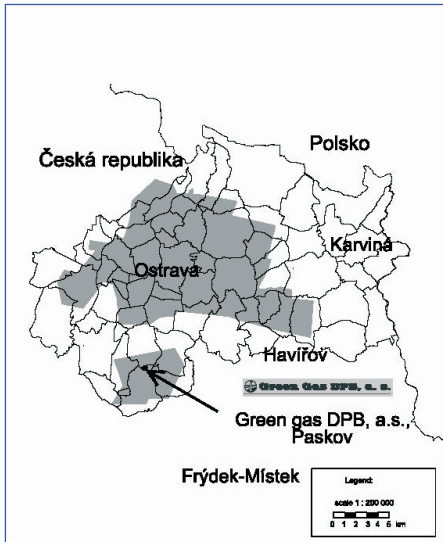 Polsko
Česká republika
Karviná
Ostrava
Havířov
Green Gas DPB, a. s.
Green gas DPB, a.s.,
Paskov
Frýdek-Místek
Legend:
scale 1 : 200 000
0 1 2 3 4 5 km